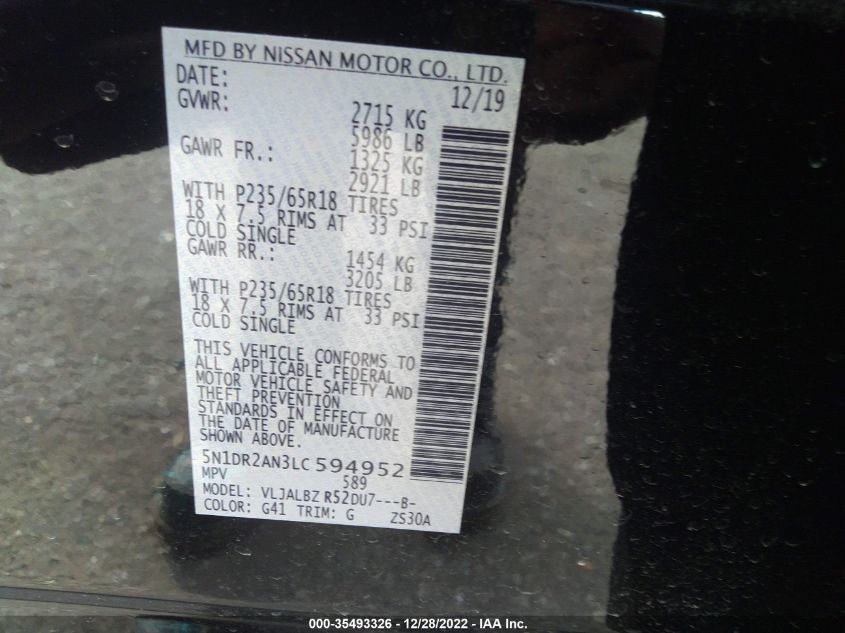 MFD BY NISSAN MOTOR CO., LTD.
DATE: 12/19
GVWR: 2715 KG
5986 LB
GAWR FR.: 1325 KG
2921 LB
WITH P235/65R18 TIRES
18 X 7.5 RIMS AT 33 PSI
COLD SINGLE
GAWR RR.: 1454 KG
3205 LB
WITH P235/65R18 TIRES
18 X 7.5 RIMS AT 33 PSI
COLD SINGLE
THIS VEHICLE CONFORMS TO
ALL APPLICABLE FEDERAL
MOTOR VEHICLE SAFETY AND
THEFT PREVENTION
STANDARDS IN EFFECT ON
THE DATE OF MANUFACTURE
SHOWN ABOVE.
5N1DR2AN3LC 594952
MPV 589
MODEL: VLJALBZ R52DU7---B-
COLOR: G41 TRIM: G ZS30A
000-35493326 - 12/28/2022 - IAA Inc.